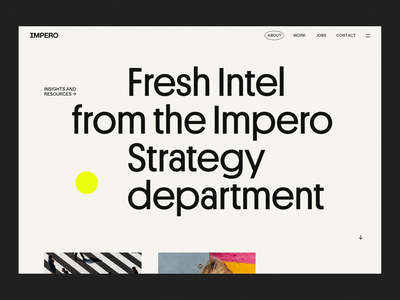 IMPERO
ABOUT WORK JOBS CONTACT
INSIGHTS AND
RESOURCES →
Fresh Intel
from the Impero
Strategy
department